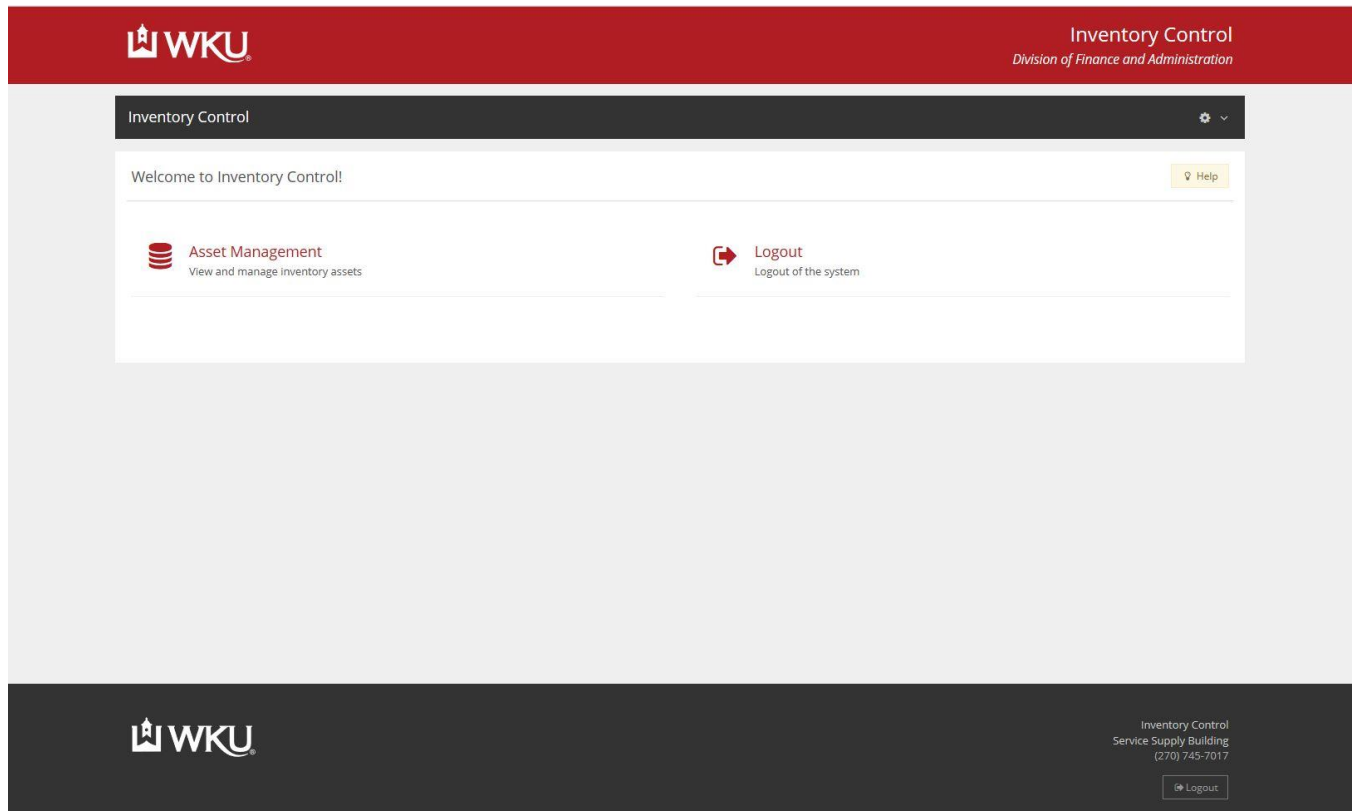 WKU®
Inventory Control
Division of Finance and Administration
Inventory Control
Welcome to Inventory Control!
Help
Asset Management
View and manage inventory assets
Logout
Logout of the system
WKU®
Inventory Control
Service Supply Building
(270) 745-7017
Logout